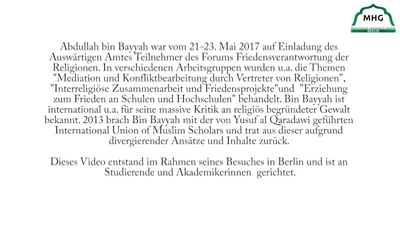 MHG
BERLIN
Abdullah bin Bayyah war vom 21-23. Mai 2017 auf Einladung des
Auswärtigen Amtes Teilnehmer des Forums Friedensverantwortung der
Religionen. In verschiedenen Arbeitsgruppen wurden u.a. die Themen
"Mediation und Konfliktbearbeitung durch Vertreter von Religionen",
"Interreligiöse Zusammenarbeit und Friedensprojekte"und "Erziehung
zum Frieden an Schulen und Hochschulen" behandelt. Bin Bayyah ist
international u.a. für seine massive Kritik an religiös begründeter Gewalt
bekannt. 2013 brach Bin Bayyah mit der von Yusuf al Qaradawi geführten
International Union of Muslim Scholars und trat aus dieser aufgrund
divergierender Ansätze und Inhalte zurück.
Dieses Video entstand im Rahmen seines Besuches in Berlin und ist an
Studierende und Akademikerinnen gerichtet.